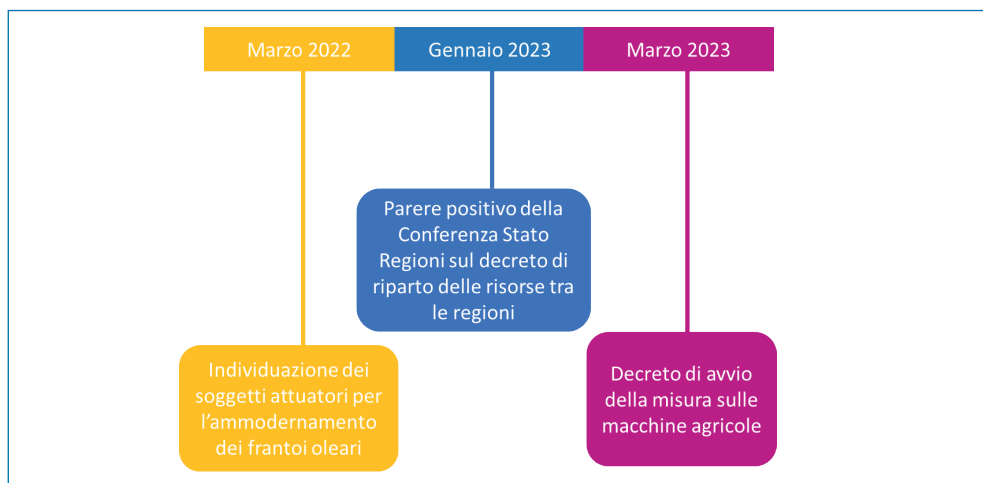 Marzo 2022
Gennaio 2023
Marzo 2023
Parere positivo della
Conferenza Stato
Regioni sul decreto di
riparto delle risorse tra
le regioni
Individuazione dei
soggetti attuatori per
l’ammodernamento
dei frantoi oleari
Decreto di avvio
della misura sulle
macchine agricole